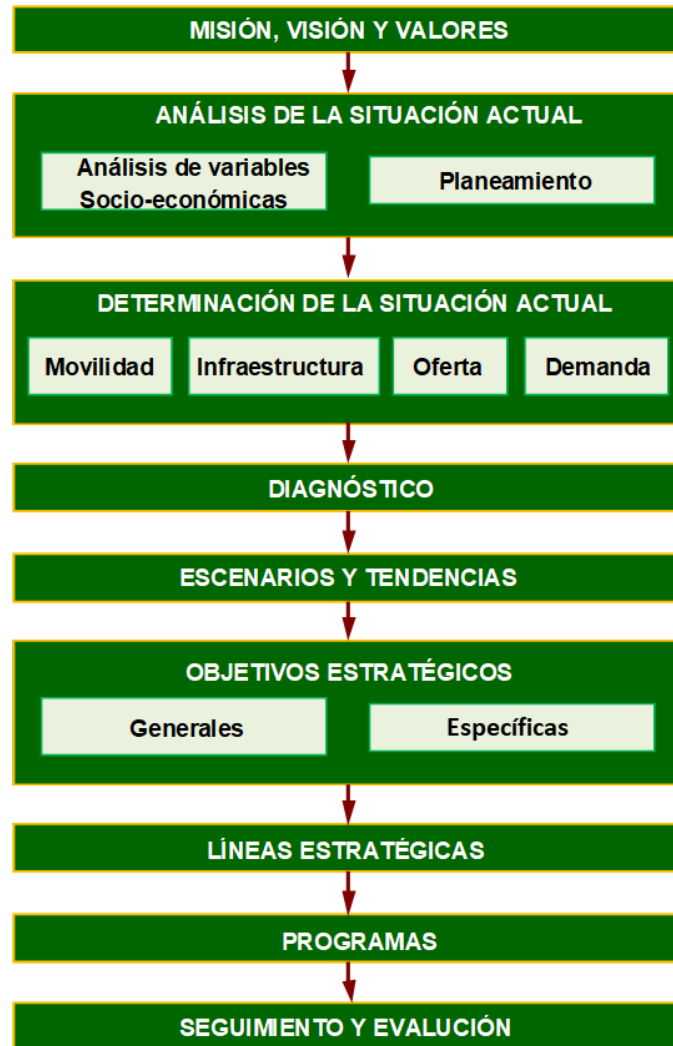 MISIÓN, VISIÓN Y VALORES
ANÁLISIS DE LA SITUACIÓN ACTUAL
Análisis de variables
Socio-económicas
Planeamiento
DETERMINACIÓN DE LA SITUACIÓN ACTUAL
Movilidad
Infraestructura
Oferta
Demanda
DIAGNÓSTICO
ESCENARIOS Y TENDENCIAS
OBJETIVOS ESTRATÉGICOS
Generales
Específicas
LÍNEAS ESTRATÉGICAS
PROGRAMAS
SEGUIMIENTO Y EVALUCIÓN